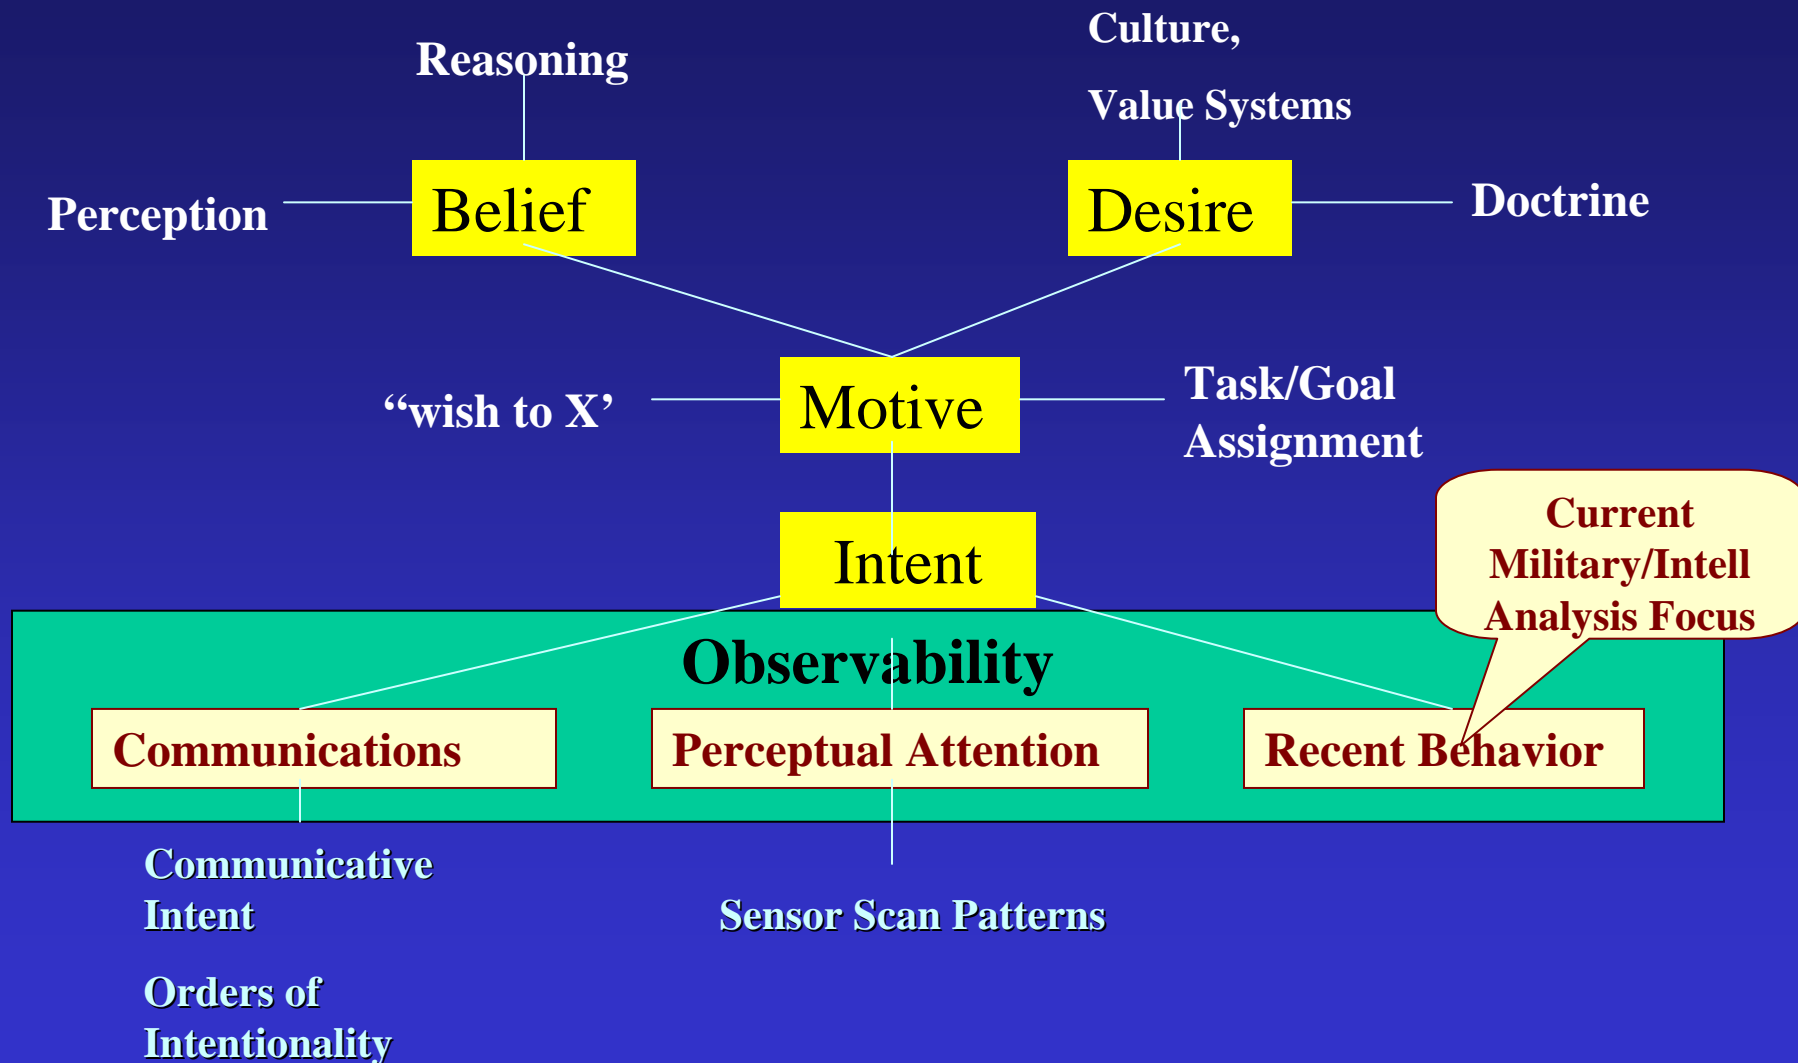 Reasoning
Culture,
Value Systems
Perception
Belief
Desire
Doctrine
“wish to X’
Motive
Task/Goal
Assignment
Intent
Current
Military/Intell
Analysis Focus
Observability
Communications
Perceptual Attention
Recent Behavior
Communicative
Intent
Sensor Scan Patterns
Orders of
Intentionality